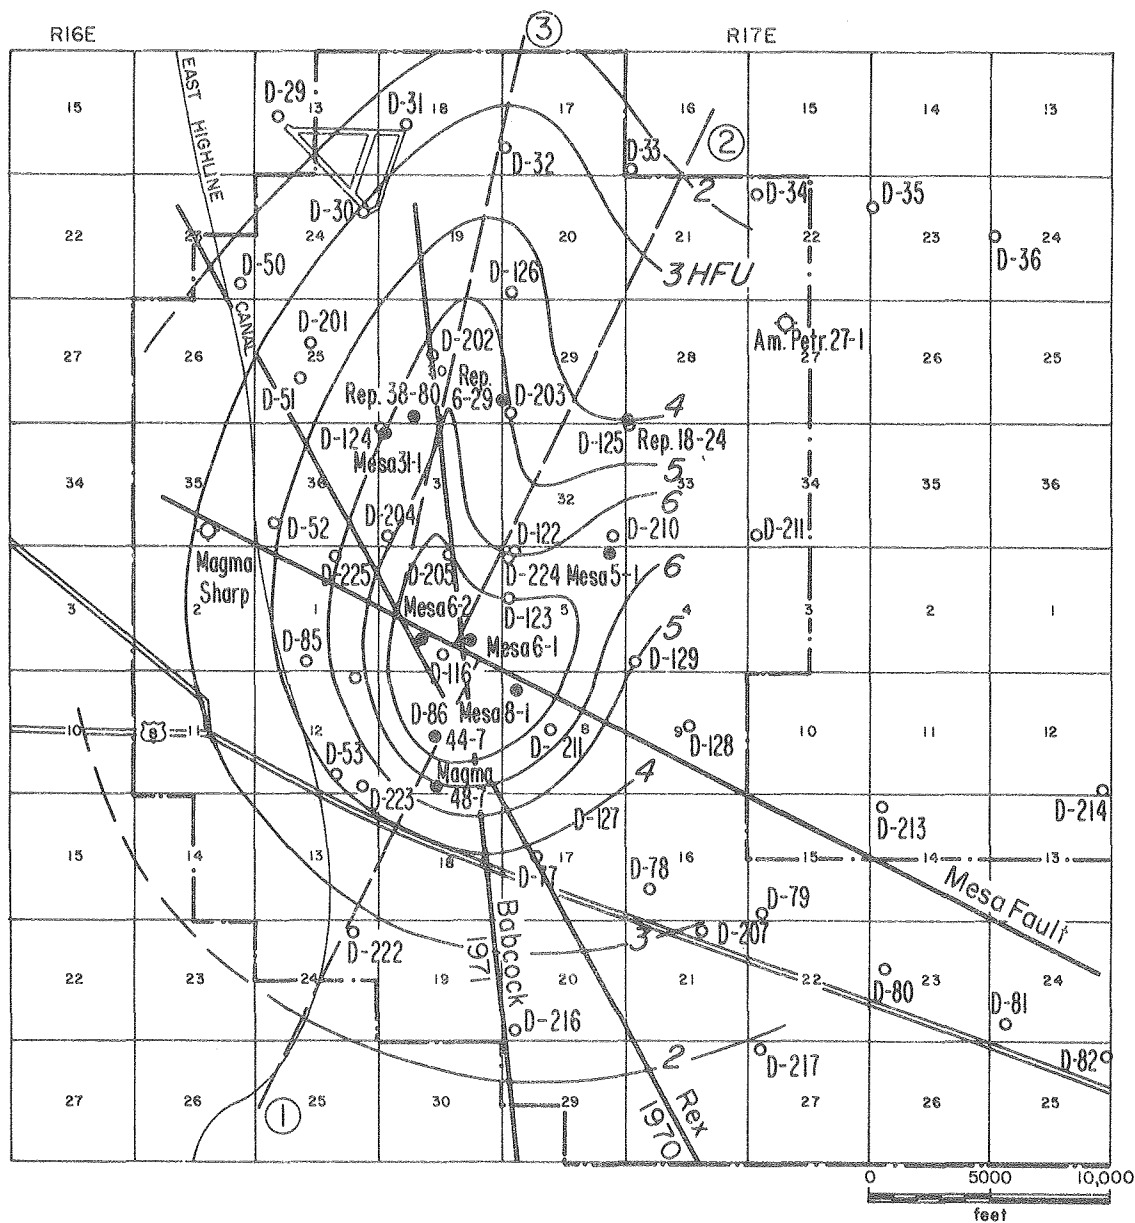 ③
R16E R17E
15 13 18 17 16 15 14 13
D-29 D-31
EAST HIGHLINE CANAL
D-32 D-33 ②
2
D-30 D-34 D-35
22 23 24 19 20 21 22 23 24
D-36
D-50 D-126 3 HFU
D-201 D-202 Am. Petr. 27-1
27 26 25 29 28 27 26 25
D-51 Rep. 38-80 Rep. 6-29 D-203 4
D-124 D-125 Rep. 18-24
Mesa 31-1
5
34 35 36 3 32 33 34 35 36
6
D-52 D-204 D-122 D-210 D-211
Magma Sharp D-225 D-205 D-224 Mesa 5-1 6
3 2 1 5 4 3 2 1
Mesa 6-2 D-123
5
D-85 Mesa 6-1 D-129
D-116
D-86 Mesa 8-1
10 8 11 12 8 9 10 11 12
44-7 D-211 D-128
D-53 Magma 4
48-7 D-214
D-223 D-127 D-213
15 14 13 18 17 16 15 14 13
D-77 D-78 D-79
Mesa Fault
D-222 3 D-207
Babcock
1971
22 23 24 19 20 21 22 23 24
D-80
D-216 D-81
2 D-217 D-82
27 26 25 30 29 27 26 25
① Rex
1970
0 5000 10,000
feet